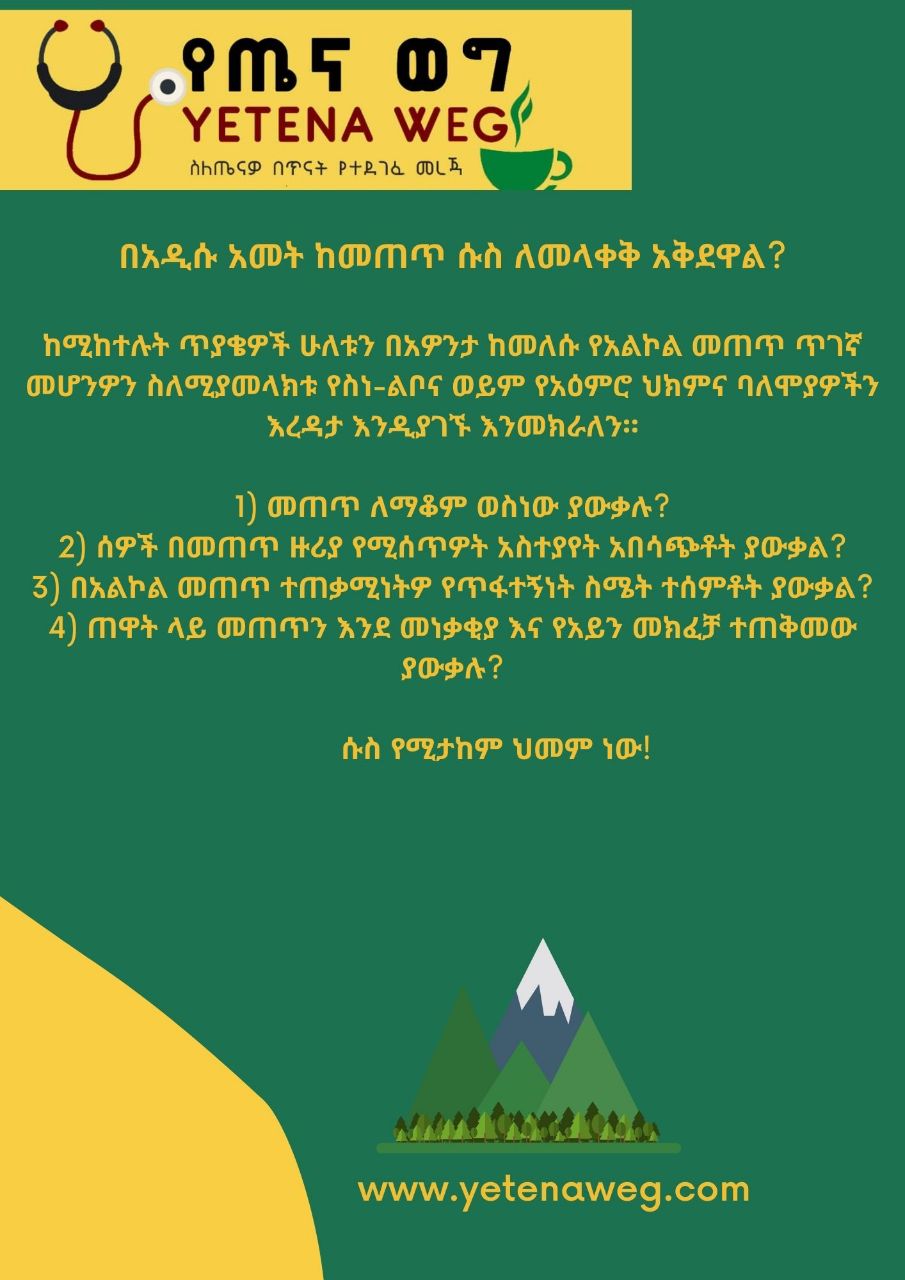 የጤና ወግ
YETENA WEG
ስለጤናዎ በጥናት የተደገፈ መረጃ
በአዲሱ አመት ከመጠጥ ሱስ ለመላቀቅ አቅደዋል?
ከሚከተሉት ጥያቄዎች ሁለቱን በአዎንታ ከመለሱ የአልኮል መጠጥ ጥገኛ
መሆንዎን ስለሚያመላክቱ የስነ-ልቦና ወይም የአዕምሮ ህክምና ባለሞያዎችን
እረዳታ እንዲያገኙ እንመክራለን።
1) መጠጥ ለማቆም ወስነው ያውቃሉ?
2) ሰዎች በመጠጥ ዙሪያ የሚሰጥዎት አስተያየት አበሳጭቶት ያውቃል?
3) በአልኮል መጠጥ ተጠቃሚነትዎ የጥፋተኝነት ስሜት ተሰምቶት ያውቃል?
4) ጠዋት ላይ መጠጥን እንደ መነቃቂያ እና የአይን መክፈቻ ተጠቅመው
ያውቃሉ?
ሱስ የሚታከም ህመም ነው!
www.yetenaweg.com